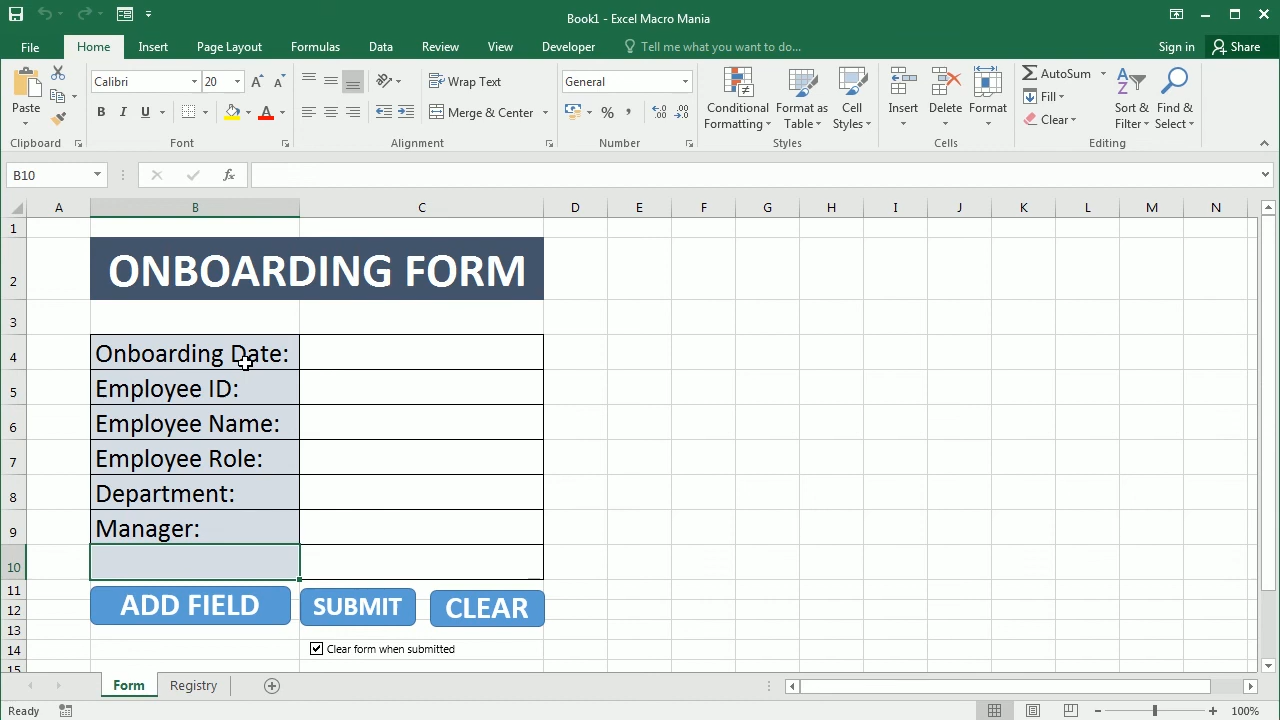 Book1 - Excel Macro Mania
File Home Insert Page Layout Formulas Data Review View Developer Tell me what you want to do... Sign in Share
Calibri 20 Wrap Text General AutoSum
Paste B I U Merge & Center % , Conditional Formatting Format as Table Cell Styles Insert Delete Format Fill Clear Sort & Filter Find & Select
Clipboard Font Alignment Number Styles Cells Editing
B10 fx
A B C D E F G H I J K L M N
1
2 ONBOARDING FORM
3
4 Onboarding Date:
5 Employee ID:
6 Employee Name:
7 Employee Role:
8 Department:
9 Manager:
10
11
12 ADD FIELD SUBMIT CLEAR
13
14 Clear form when submitted
15
Form Registry
Ready 100%